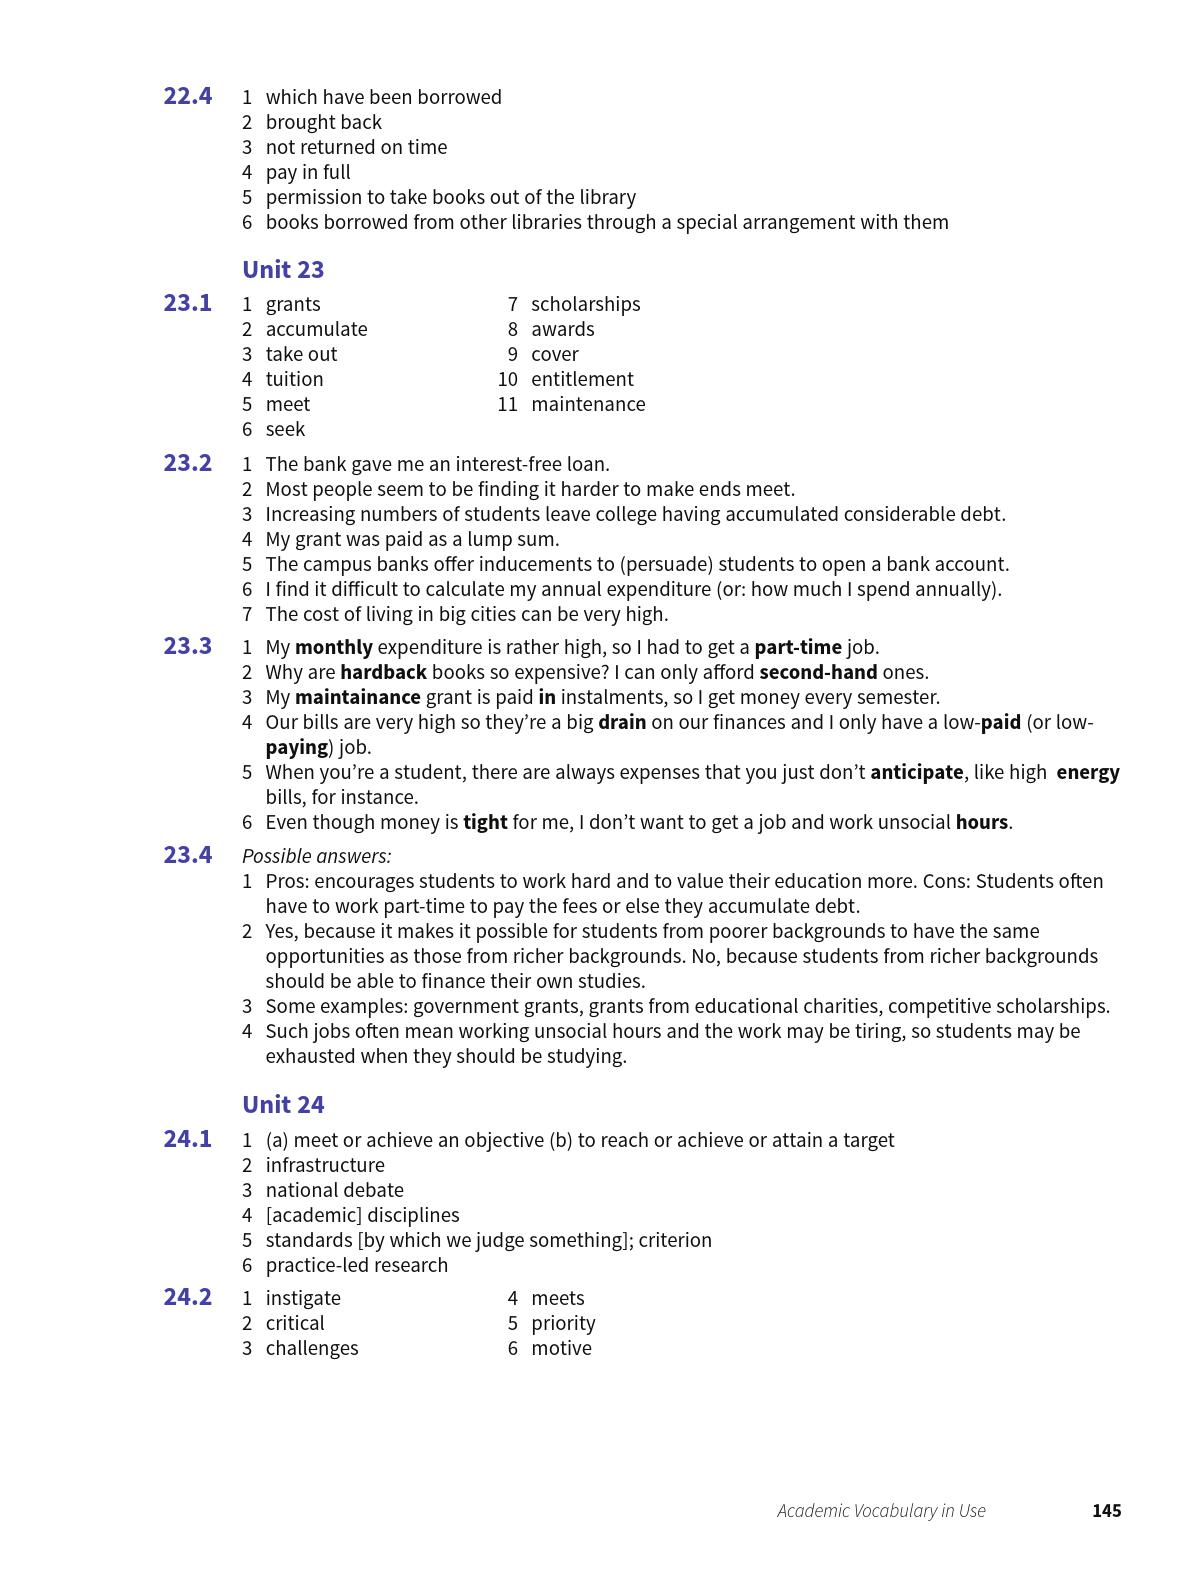 22.4 1 which have been borrowed
2 brought back
3 not returned on time
4 pay in full
5 permission to take books out of the library
6 books borrowed from other libraries through a special arrangement with them
Unit 23
23.1 1 grants 7 scholarships
2 accumulate 8 awards
3 take out 9 cover
4 tuition 10 entitlement
5 meet 11 maintenance
6 seek
23.2 1 The bank gave me an interest-free loan.
2 Most people seem to be finding it harder to make ends meet.
3 Increasing numbers of students leave college having accumulated considerable debt.
4 My grant was paid as a lump sum.
5 The campus banks offer inducements to (persuade) students to open a bank account.
6 I find it difficult to calculate my annual expenditure (or: how much I spend annually).
7 The cost of living in big cities can be very high.
23.3 1 My monthly expenditure is rather high, so I had to get a part-time job.
2 Why are hardback books so expensive? I can only afford second-hand ones.
3 My maintainance grant is paid in instalments, so I get money every semester.
4 Our bills are very high so they’re a big drain on our finances and I only have a low-paid (or low-
paying) job.
5 When you’re a student, there are always expenses that you just don’t anticipate, like high energy
bills, for instance.
6 Even though money is tight for me, I don’t want to get a job and work unsocial hours.
23.4 Possible answers:
1 Pros: encourages students to work hard and to value their education more. Cons: Students often
have to work part-time to pay the fees or else they accumulate debt.
2 Yes, because it makes it possible for students from poorer backgrounds to have the same
opportunities as those from richer backgrounds. No, because students from richer backgrounds
should be able to finance their own studies.
3 Some examples: government grants, grants from educational charities, competitive scholarships.
4 Such jobs often mean working unsocial hours and the work may be tiring, so students may be
exhausted when they should be studying.
Unit 24
24.1 1 (a) meet or achieve an objective (b) to reach or achieve or attain a target
2 infrastructure
3 national debate
4 [academic] disciplines
5 standards [by which we judge something]; criterion
6 practice-led research
24.2 1 instigate 4 meets
2 critical 5 priority
3 challenges 6 motive
Academic Vocabulary in Use 145